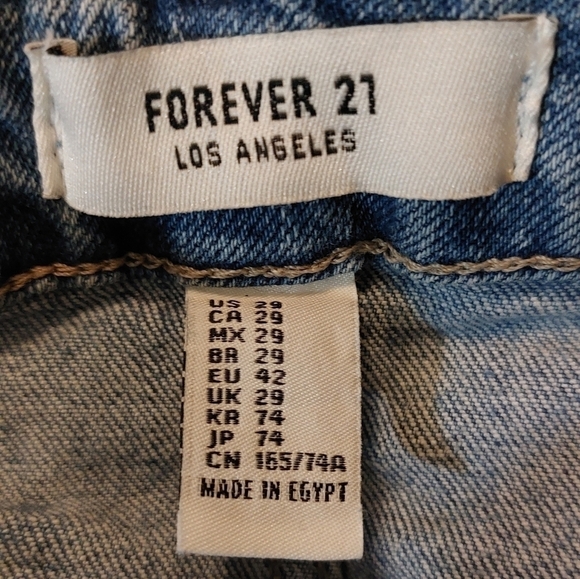 FOREVER 21
LOS ANGELES
US 29
CA 29
MX 29
BR 29
EU 42
UK 29
KR 74
JP 74
CN 165/74A
MADE IN EGYPT